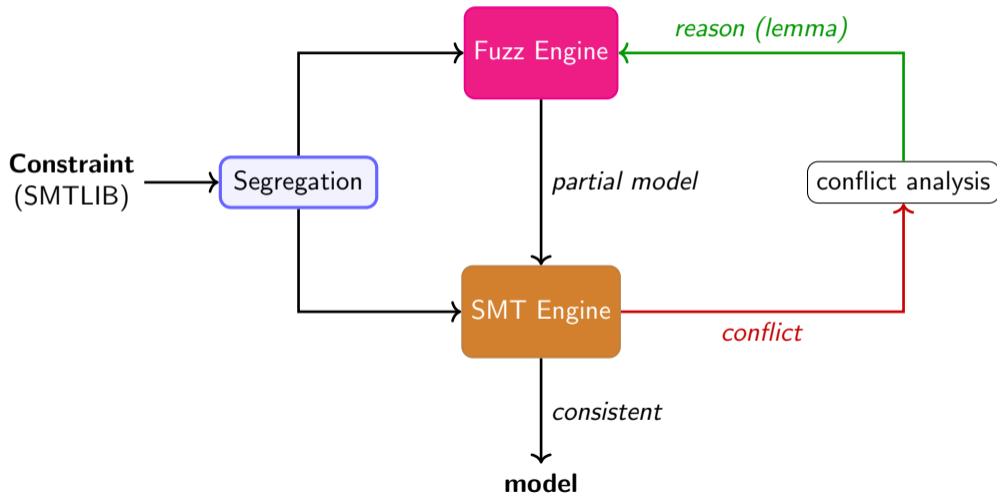 reason (lemma)
Fuzz Engine
Constraint
(SMTLIB)
Segregation
partial model
conflict analysis
SMT Engine
conflict
consistent
model